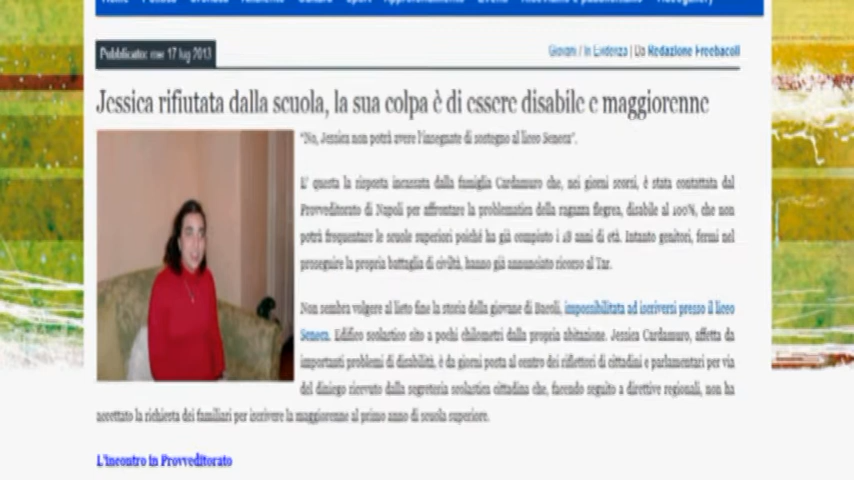 Pubblicato: mer 17 lug 2013
Giovani / In Evidenza | Da Redazione Freebacoli
Jessica rifiutata dalla scuola, la sua colpa è di essere disabile e maggiorenne
"No, Jessica non potrà avere l'insegnate di sostegno al liceo Seneca".
E' questa la risposta incassata dalla famiglia Cardamuro che, nei giorni scorsi, è stata contattata dal
Provveditorato di Napoli per affrontare la problematica della ragazza flegrea, disabile al 100%, che non
potrà frequentare le scuole superiori poiché ha già compiuto i 18 anni di età. Intanto genitori, fermi nel
proseguire la propria battaglia di civiltà, hanno già annunciato ricorso al Tar.
Non sembra volgere al lieto fine la storia della giovane di Bacoli, impossibilitata ad iscriversi presso il liceo
Seneca. Edifico scolastico sito a pochi chilometri dalla propria abitazione. Jessica Cardamuro, affetta da
importanti problemi di disabilità, è da giorni posta al centro dei riflettori di cittadini e parlamentari per via
del diniego ricevuto dalla segreteria scolastica cittadina che, facendo seguito a direttive regionali, non ha
accettato la richiesta dei familiari per iscrivere la maggiorenne al primo anno di scuola superiore.
L'incontro in Provveditorato